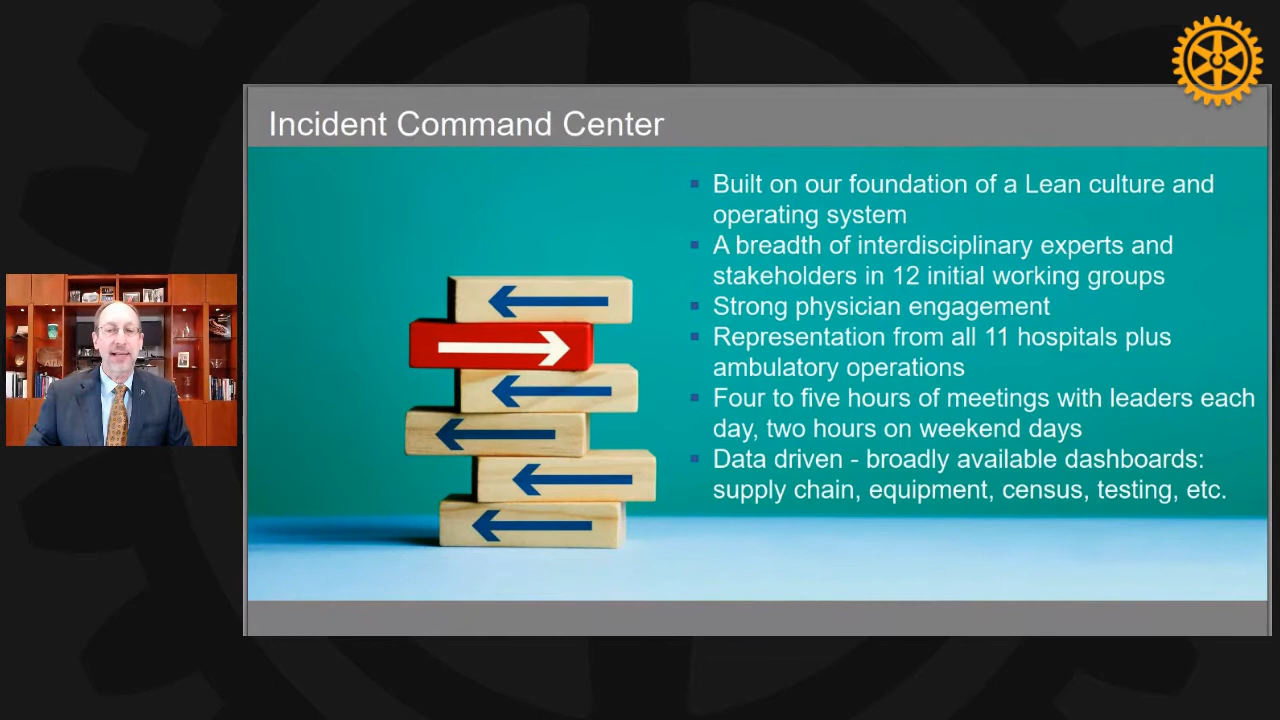 Incident Command Center
▪ Built on our foundation of a Lean culture and
operating system
▪ A breadth of interdisciplinary experts and
stakeholders in 12 initial working groups
▪ Strong physician engagement
▪ Representation from all 11 hospitals plus
ambulatory operations
▪ Four to five hours of meetings with leaders each
day, two hours on weekend days
▪ Data driven - broadly available dashboards:
supply chain, equipment, census, testing, etc.